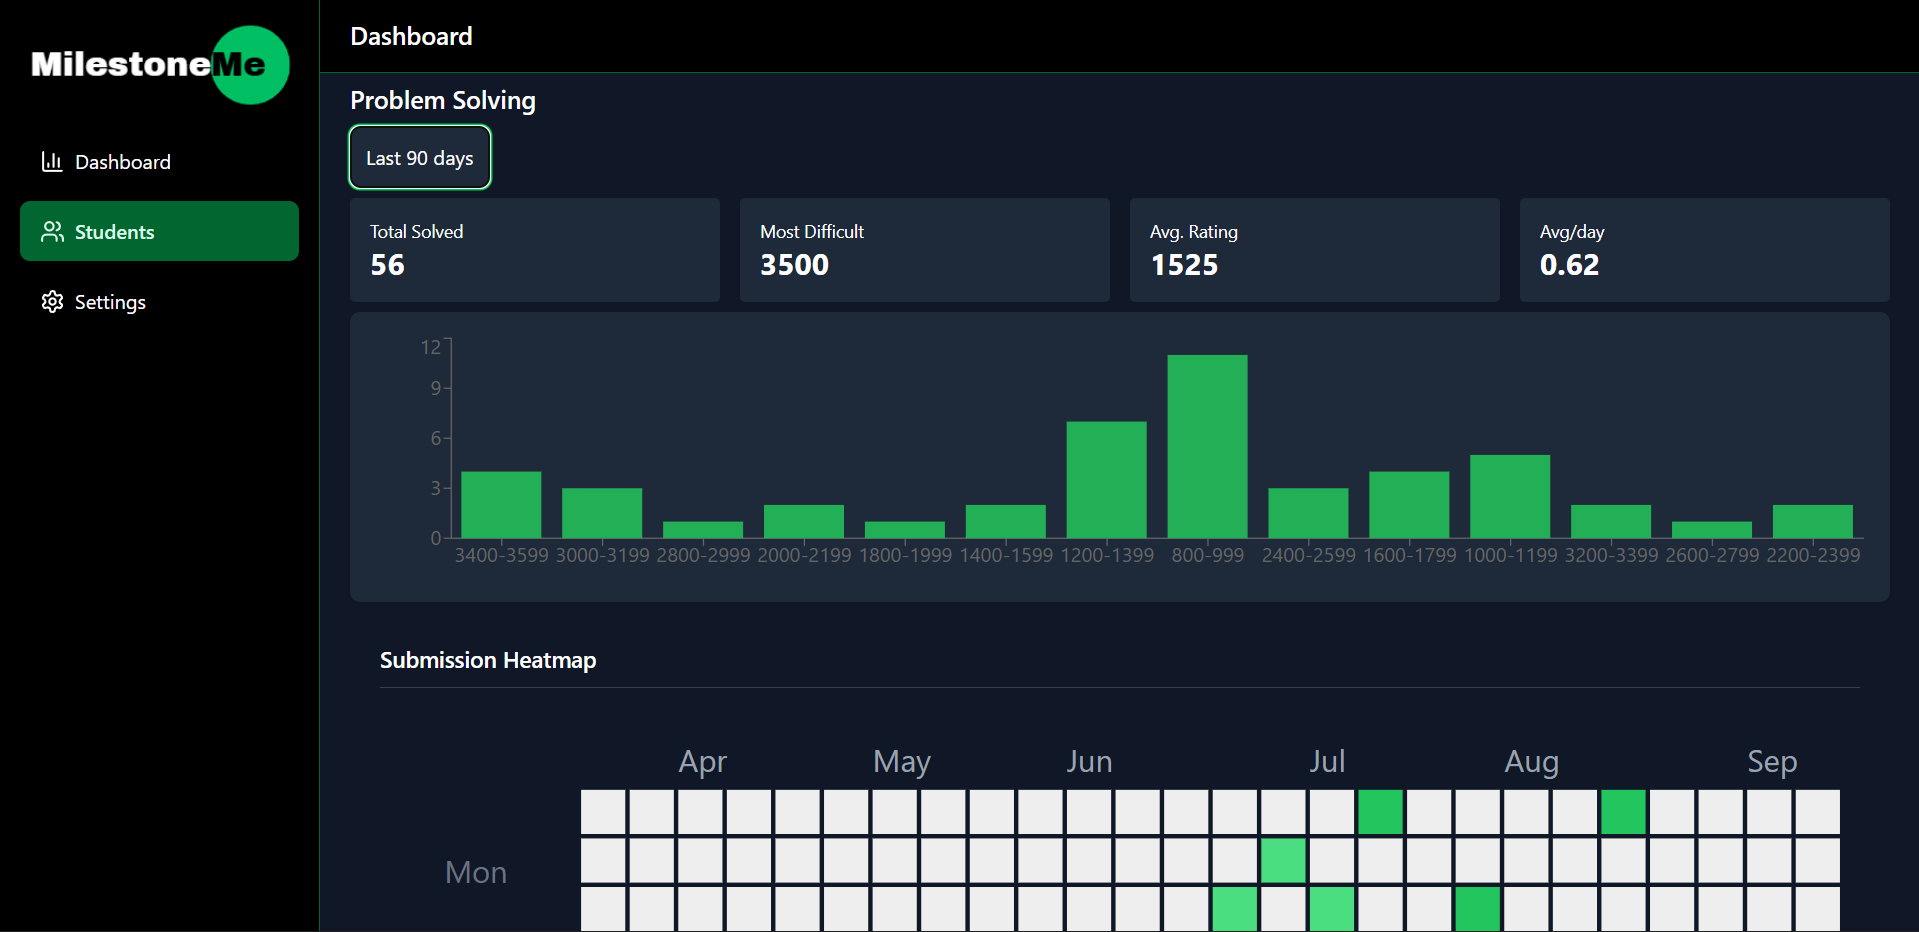 MilestoneMe
Dashboard
Students
Settings
Dashboard
Problem Solving
Last 90 days
Total Solved
56
Most Difficult
3500
Avg. Rating
1525
Avg/day
0.62
12
9
6
3
0
3400-3599 3000-3199 2800-2999 2000-2199 1800-1999 1400-1599 1200-1399 800-999 2400-2599 1600-1799 1000-1199 3200-3399 2600-2799 2200-2399
Submission Heatmap
Apr May Jun Jul Aug Sep
Mon